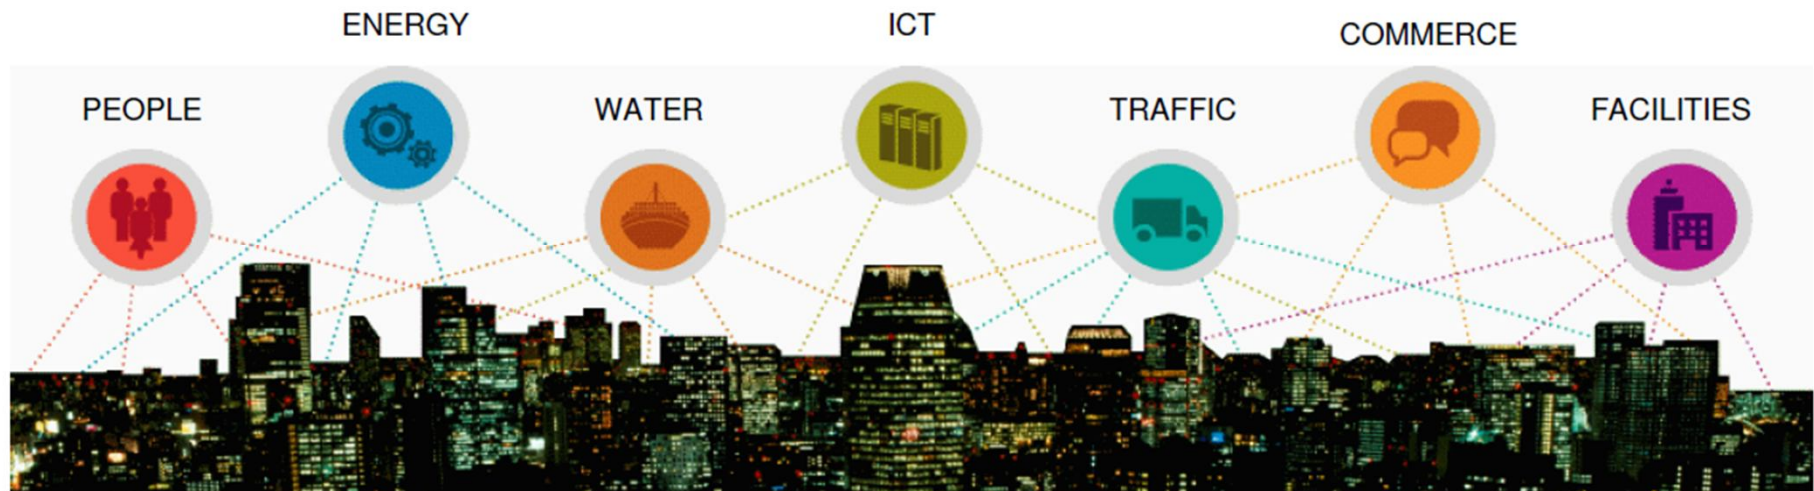 PEOPLE
ENERGY
WATER
ICT
TRAFFIC
COMMERCE
FACILITIES